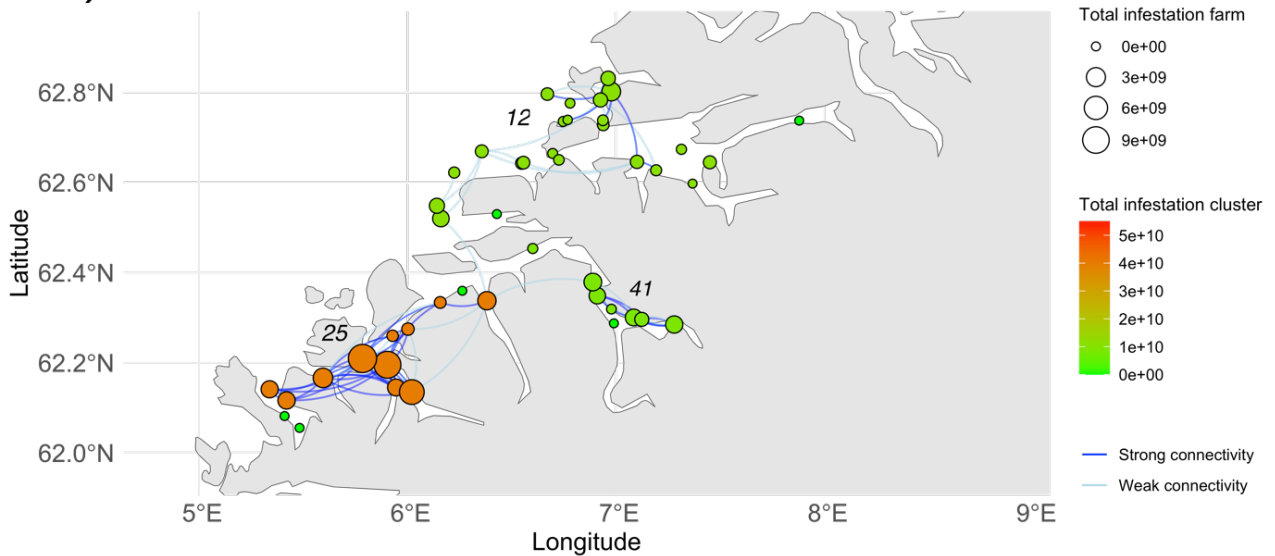 Total infestation farm
0e+00
3e+09
6e+09
9e+09
62.8°N
62.6°N
62.4°N
62.2°N
62.0°N
Latitude
12
41
25
Total infestation cluster
5e+10
4e+10
3e+10
2e+10
1e+10
0e+00
Strong connectivity
Weak connectivity
5°E
6°E
7°E
8°E
9°E
Longitude